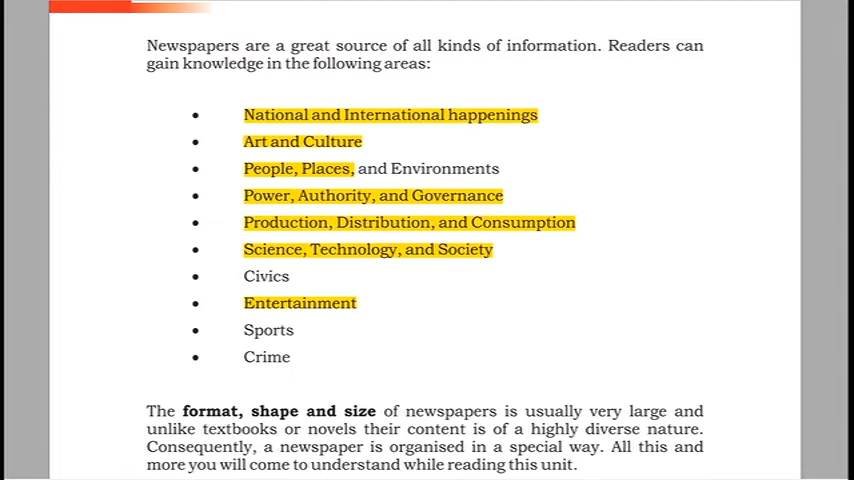 Newspapers are a great source of all kinds of information. Readers can
gain knowledge in the following areas:
• National and International happenings
• Art and Culture
• People, Places, and Environments
• Power, Authority, and Governance
• Production, Distribution, and Consumption
• Science, Technology, and Society
• Civics
• Entertainment
• Sports
• Crime
The format, shape and size of newspapers is usually very large and
unlike textbooks or novels their content is of a highly diverse nature.
Consequently, a newspaper is organised in a special way. All this and
more you will come to understand while reading this unit.